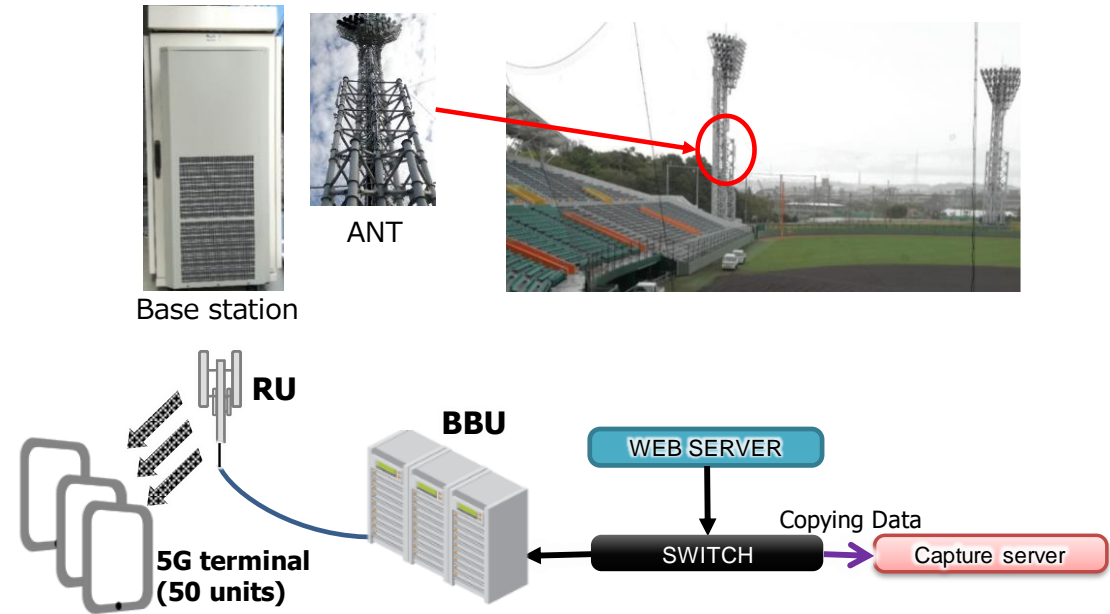 ANT
Base station
RU
BBU
WEB SERVER
Copying Data
SWITCH
Capture server
5G terminal
(50 units)